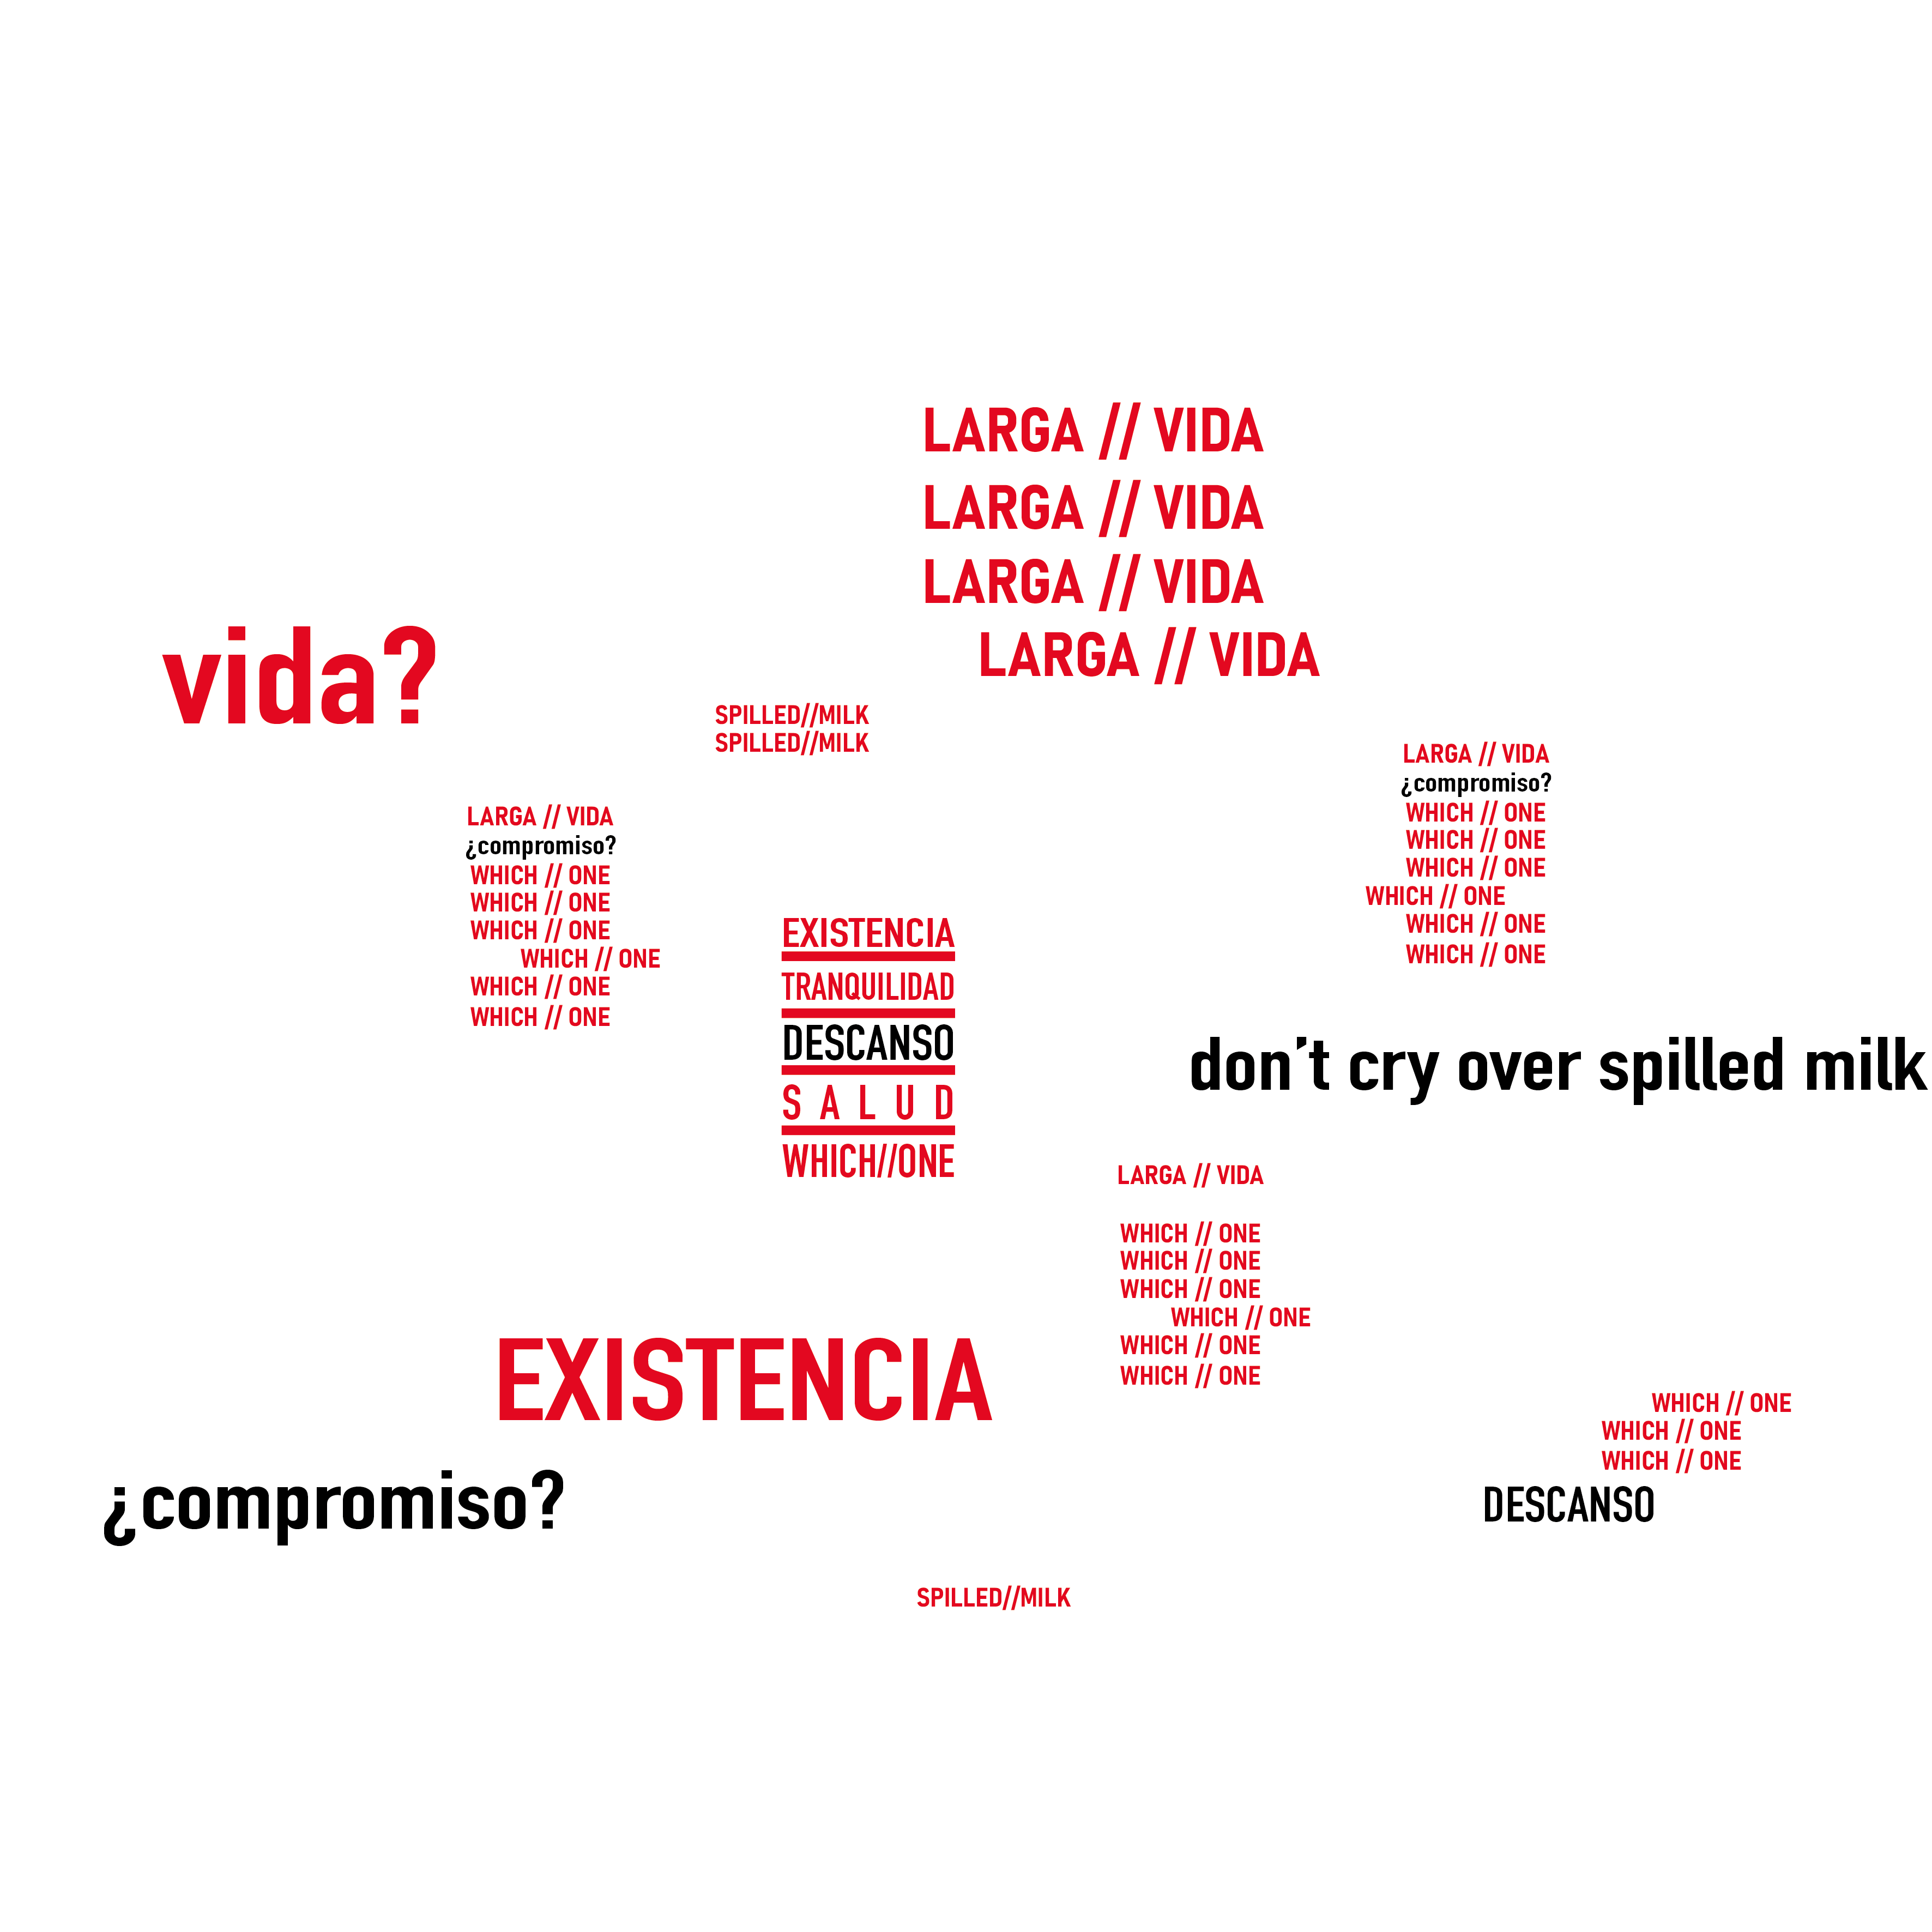 LARGA // VIDA
LARGA // VIDA
LARGA // VIDA
LARGA // VIDA
vida?
SPILLED//MILK
SPILLED//MILK
LARGA // VIDA
¿compromiso?
WHICH // ONE
WHICH // ONE
WHICH // ONE
WHICH // ONE
WHICH // ONE
WHICH // ONE
LARGA // VIDA
¿compromiso?
WHICH // ONE
WHICH // ONE
WHICH // ONE
WHICH // ONE
WHICH // ONE
WHICH // ONE
EXISTENCIA
TRANQUILIDAD
DESCANSO
SALUD
WHICH//ONE
don't cry over spilled milk
LARGA // VIDA
WHICH // ONE
WHICH // ONE
WHICH // ONE
WHICH // ONE
WHICH // ONE
WHICH // ONE
EXISTENCIA
¿compromiso?
WHICH // ONE
WHICH // ONE
WHICH // ONE
DESCANSO
SPILLED//MILK